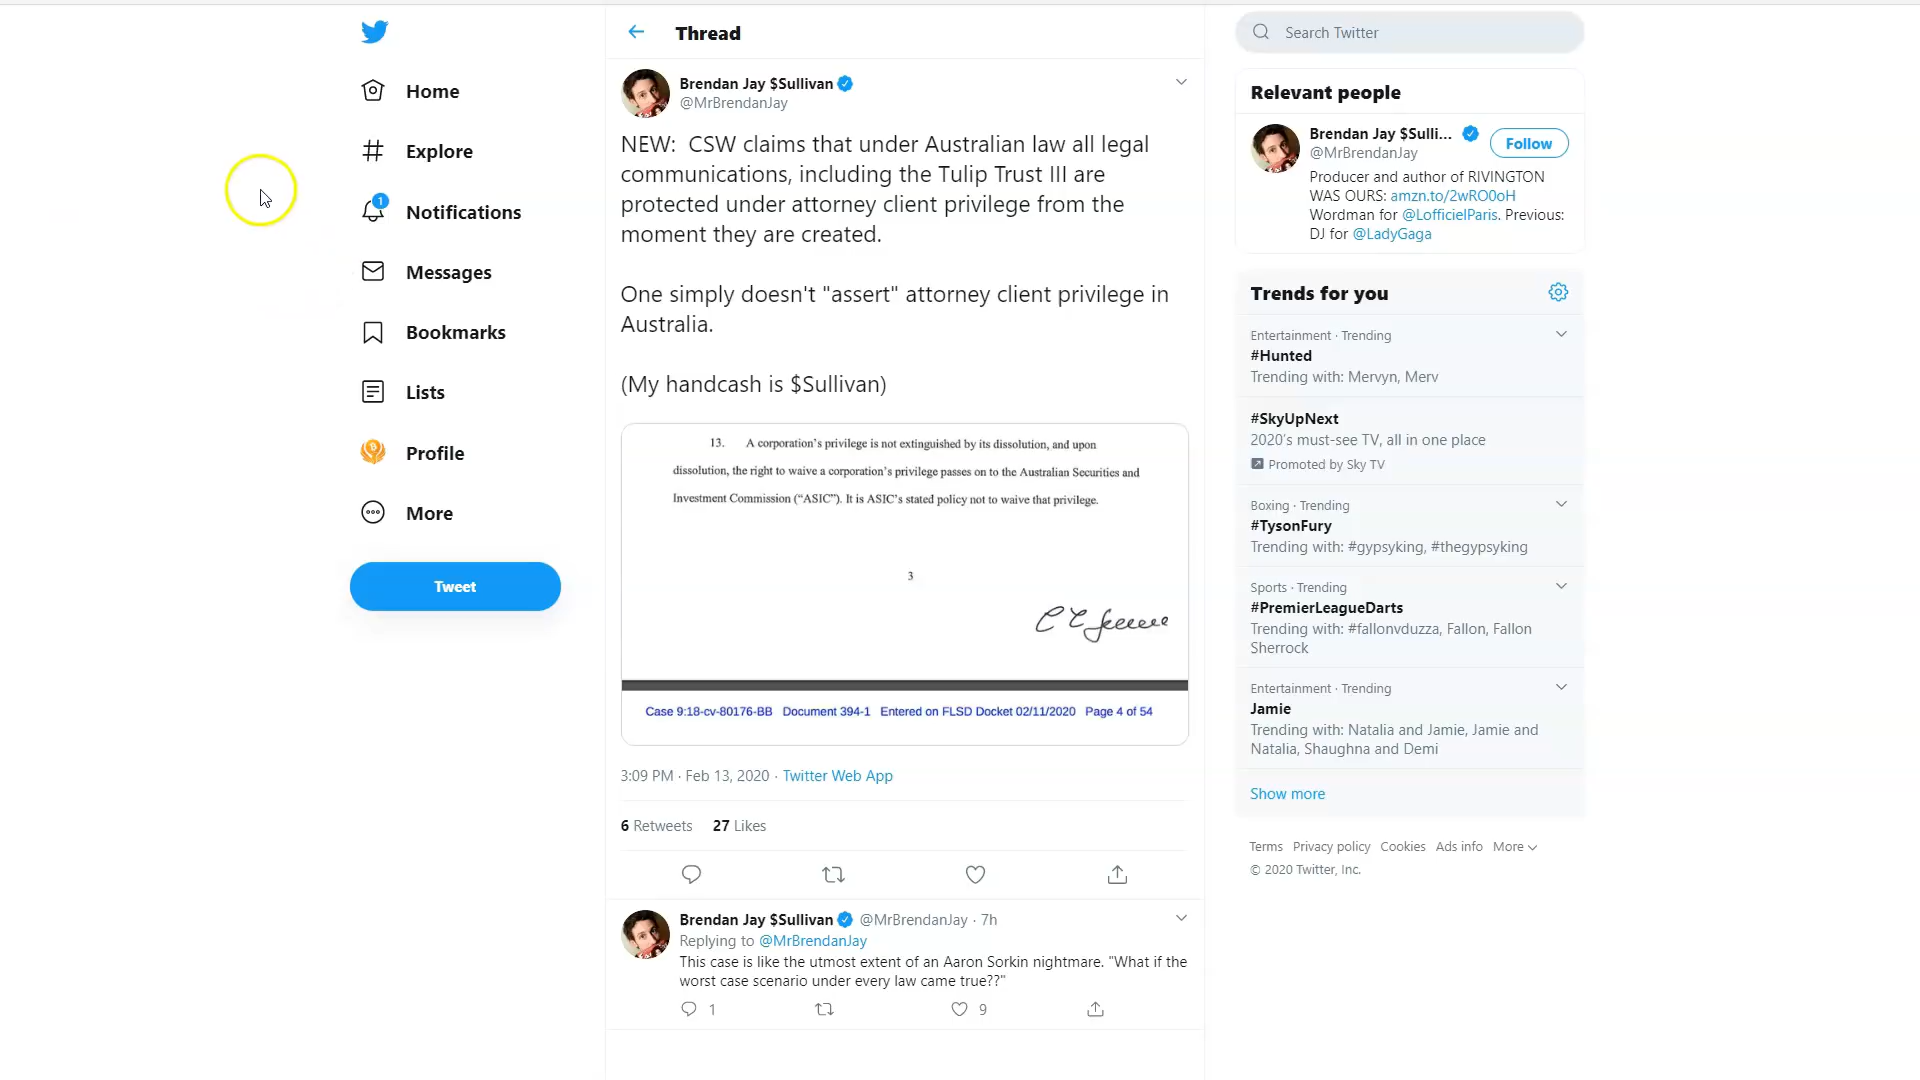 Home
Explore
1
Notifications
Messages
Bookmarks
Lists
Profile
More
Tweet
Thread
Brendan Jay $Sullivan
@MrBrendanJay
NEW:  CSW claims that under Australian law all legal
communications, including the Tulip Trust III are
protected under attorney client privilege from the
moment they are created.
One simply doesn't "assert" attorney client privilege in
Australia.
(My handcash is $Sullivan)
13. A corporation's privilege is not extinguished by its dissolution, and upon
dissolution, the right to waive a corporation's privilege passes on to the Australian Securities and
Investment Commission ("ASIC"). It is ASIC's stated policy not to waive that privilege.
3
Case 9:18-cv-80176-BB Document 394-1 Entered on FLSD Docket 02/11/2020 Page 4 of 54
3:09 PM · Feb 13, 2020 · Twitter Web App
6 Retweets 27 Likes
Brendan Jay $Sullivan @MrBrendanJay · 7h
Replying to @MrBrendanJay
This case is like the utmost extent of an Aaron Sorkin nightmare. "What if the
worst case scenario under every law came true??"
1 9
Search Twitter
Relevant people
Brendan Jay $Sulli...
Follow
@MrBrendanJay
Producer and author of RIVINGTON
WAS OURS: amzn.to/2wRO0oH
Wordman for @LofficielParis. Previous:
DJ for @LadyGaga
Trends for you
Entertainment · Trending
#Hunted
Trending with: Mervyn, Merv
#SkyUpNext
2020's must-see TV, all in one place
Promoted by Sky TV
Boxing · Trending
#TysonFury
Trending with: #gypsyking, #thegypsyking
Sports · Trending
#PremierLeagueDarts
Trending with: #fallonvduzza, Fallon, Fallon
Sherrock
Entertainment · Trending
Jamie
Trending with: Natalia and Jamie, Jamie and
Natalia, Shaughna and Demi
Show more
Terms Privacy policy Cookies Ads info More
© 2020 Twitter, Inc.